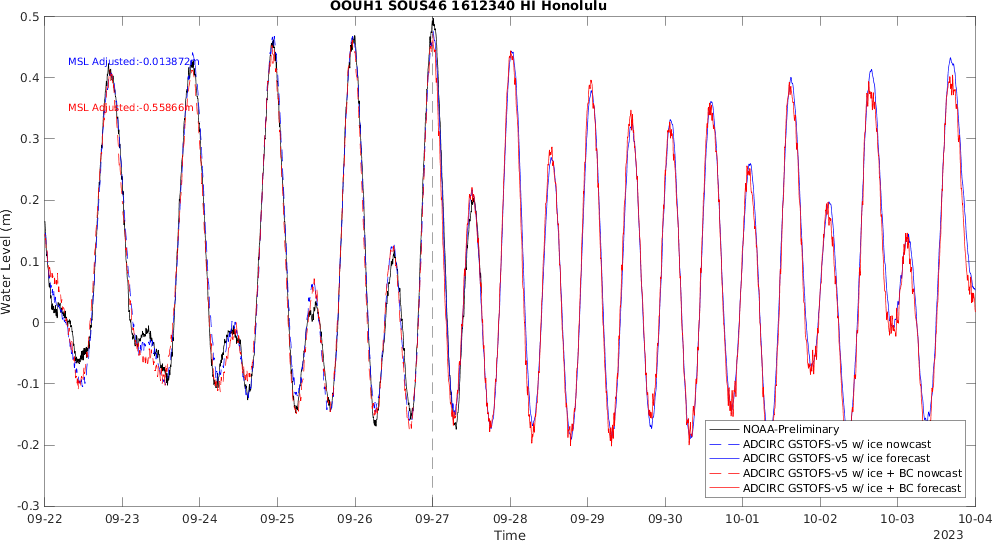 OOUH1 SOUS46 1612340 HI Honolulu
0.5
MSL Adjusted:-0.013872m
0.4
MSL Adjusted:-0.55866m
0.3
0.2
Water Level (m)
0.1
0
-0.1
-0.2
-0.3
NOAA-Preliminary
ADCIRC GSTOFS-v5 w/ ice nowcast
ADCIRC GSTOFS-v5 w/ ice forecast
ADCIRC GSTOFS-v5 w/ ice + BC nowcast
ADCIRC GSTOFS-v5 w/ ice + BC forecast
09-22 09-23 09-24 09-25 09-26 09-27 09-28 09-29 09-30 10-01 10-02 10-03 10-04
Time
2023